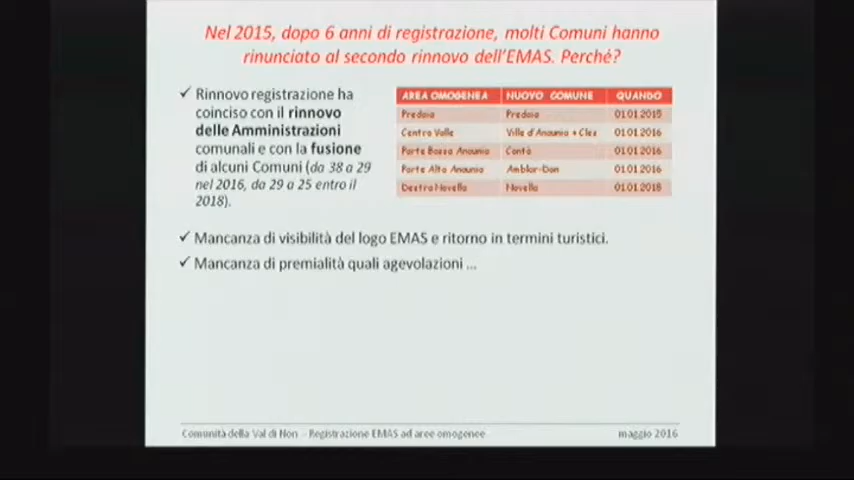 Nel 2015, dopo 6 anni di registrazione, molti Comuni hanno
rinunciato al secondo rinnovo dell'EMAS. Perché?
✓ Rinnovo registrazione ha
coinciso con il rinnovo
delle Amministrazioni
comunali e con la fusione
di alcuni Comuni (da 38 a 29
nel 2016, da 29 a 25 entro il
2018).
AREA OMOGENEA NUOVO COMUNE QUANDO
Predaia Predaia 01.01.2015
Centro Valle Ville d'Anaunia + Cles 01.01.2016
Parte Bassa Anaunia Contà 01.01.2016
Parte Alta Anaunia Amblar-Don 01.01.2016
Destra Novella Novella 01.01.2018
✓ Mancanza di visibilità del logo EMAS e ritorno in termini turistici.
✓ Mancanza di premialità quali agevolazioni ...
Comunità della Val di Non - Registrazione EMAS ad aree omogenee maggio 2016